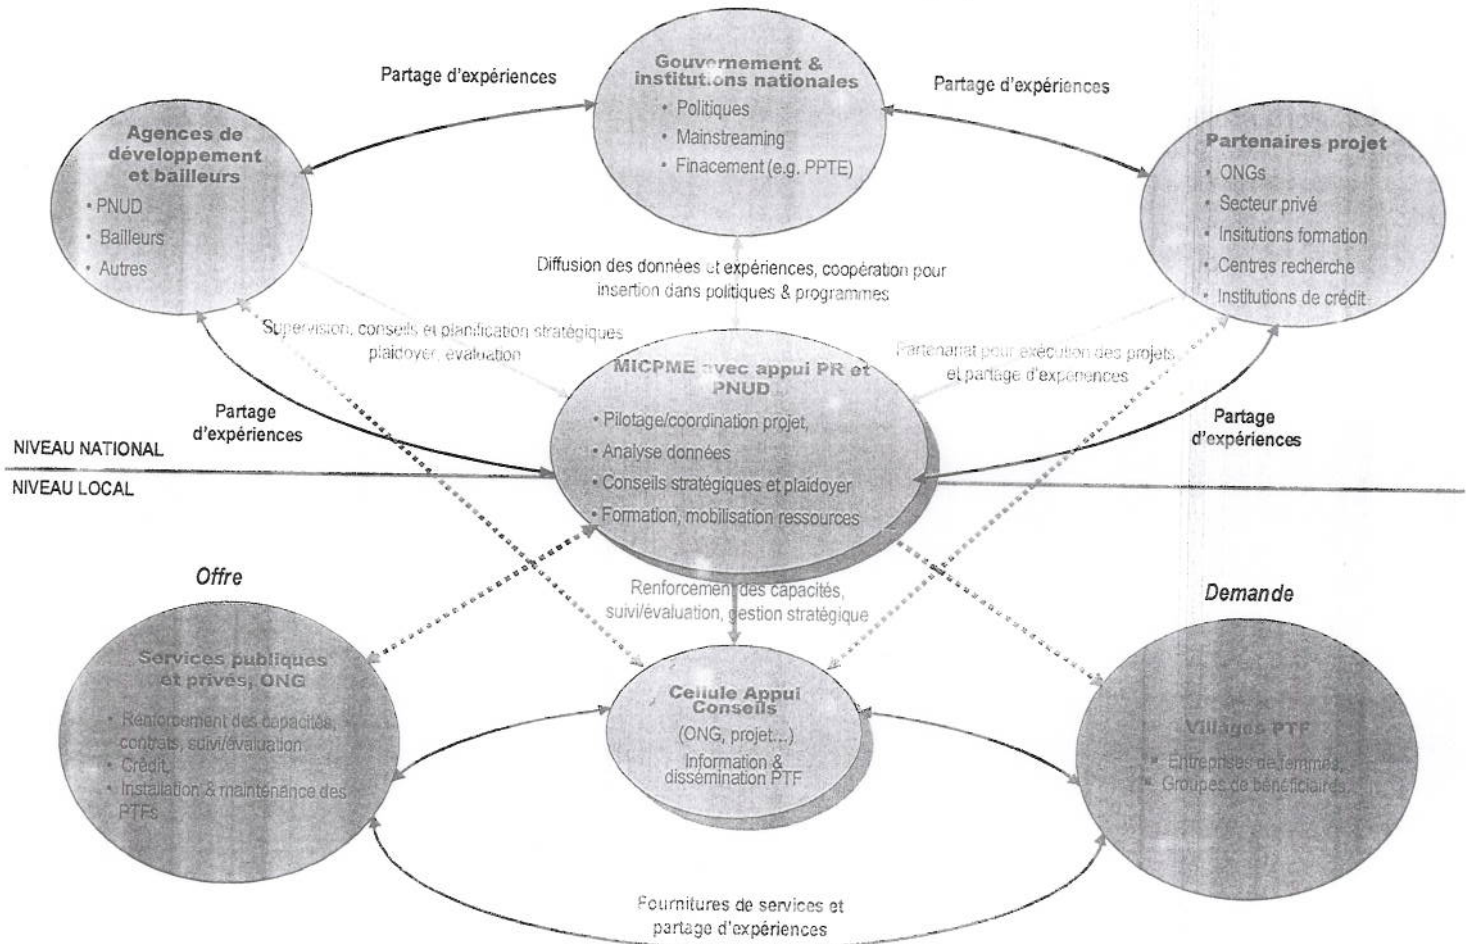 Gouvernement &
institutions nationales
• Politiques
• Mainstreaming
• Finacement (e.g. PPTE)
Partage d'expériences
Partage d'expériences
Agences de
développement
et bailleurs
• PNUD
• Bailleurs
• Autres
Partenaires projet
• ONGs
• Secteur privé
• Insitutions formation
• Centres recherche
• Institutions de crédit
Diffusion des données et expériences, coopération pour
insertion dans politiques & programmes
Supervision, conseils et planification stratégiques
plaidoyer, évaluation
Partenariat pour exécution des projets
et partage d'expériences
MICPME avec appui PR et
PNUD
• Pilotage/coordination projet,
• Analyse données
• Conseils stratégiques et plaidoyer
• Formation, mobilisation ressources
Partage
d'expériences
Partage
d'expériences
NIVEAU NATIONAL
NIVEAU LOCAL
Offre
Demande
Renforcement des capacités,
suivi/évaluation, gestion stratégique
Services publiques
et privés, ONG
• Renforcement des capacités,
contrats, suivi/évaluation
• Crédit,
• Installation & maintenance des
PTFs
Cellule Appui
Conseils
(ONG, projet...)
Information &
dissémination PTF
Villages PTF
• Entreprises de femmes,
• Groupes de bénéficiaires,
Fournitures de services et
partage d'expériences